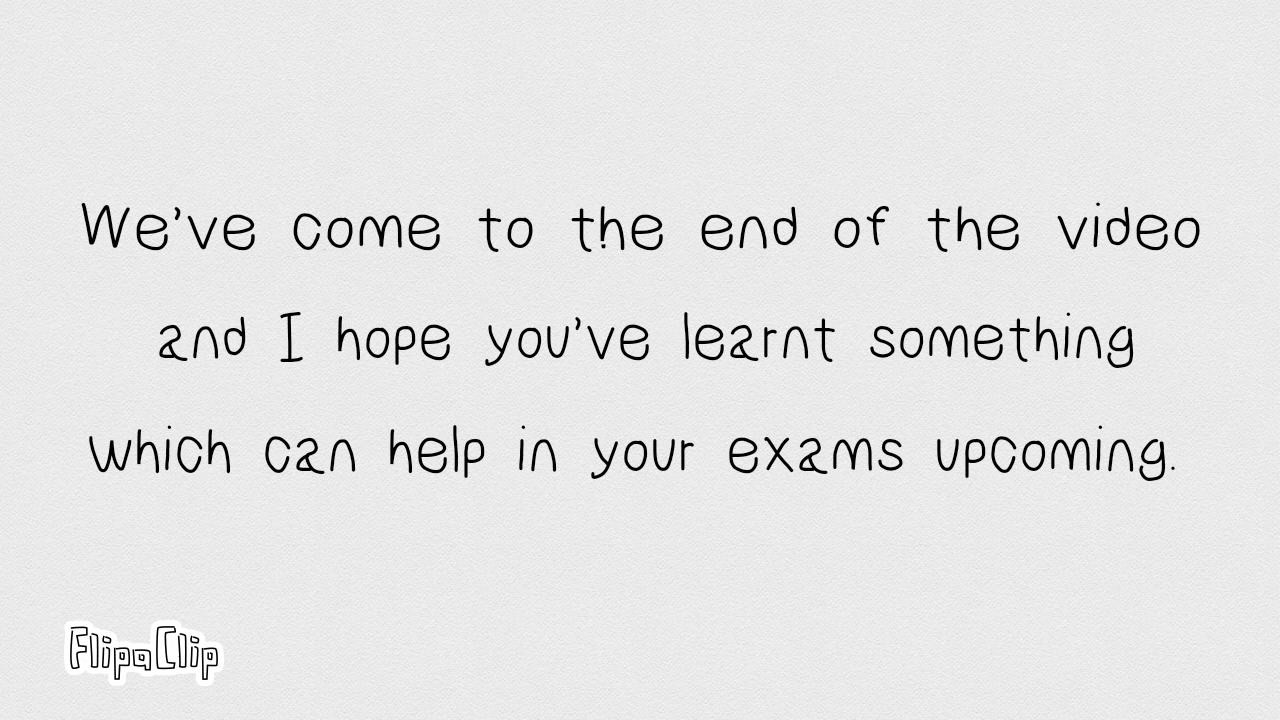 We've come to the end of the video
and I hope you've learnt something
which can help in your exams upcoming.
FlipaClip